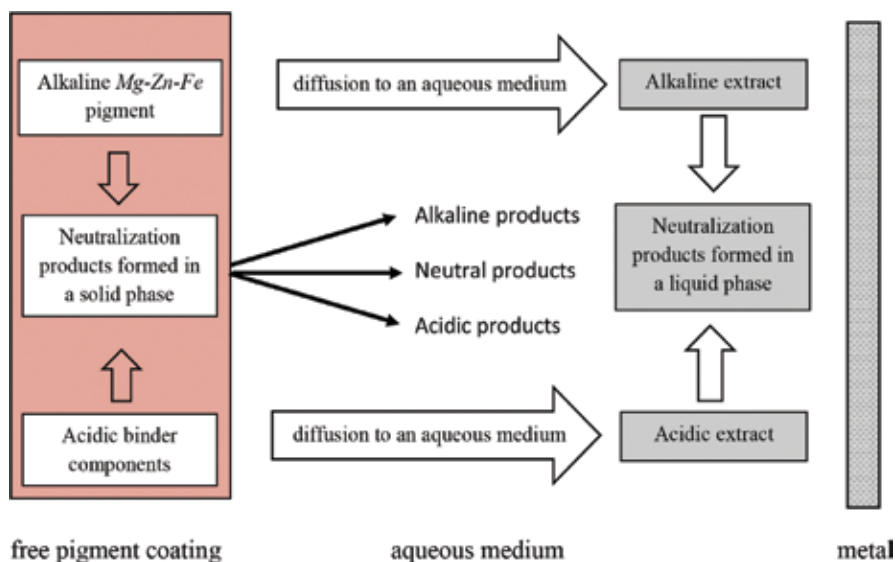 Alkaline Mg-Zn-Fe
pigment
diffusion to an aqueous medium
Alkaline extract
Neutralization
products formed in
a solid phase
Alkaline products
Neutral products
Acidic products
Neutralization
products formed in
a liquid phase
Acidic binder
components
diffusion to an aqueous medium
Acidic extract
free pigment coating
aqueous medium
metal